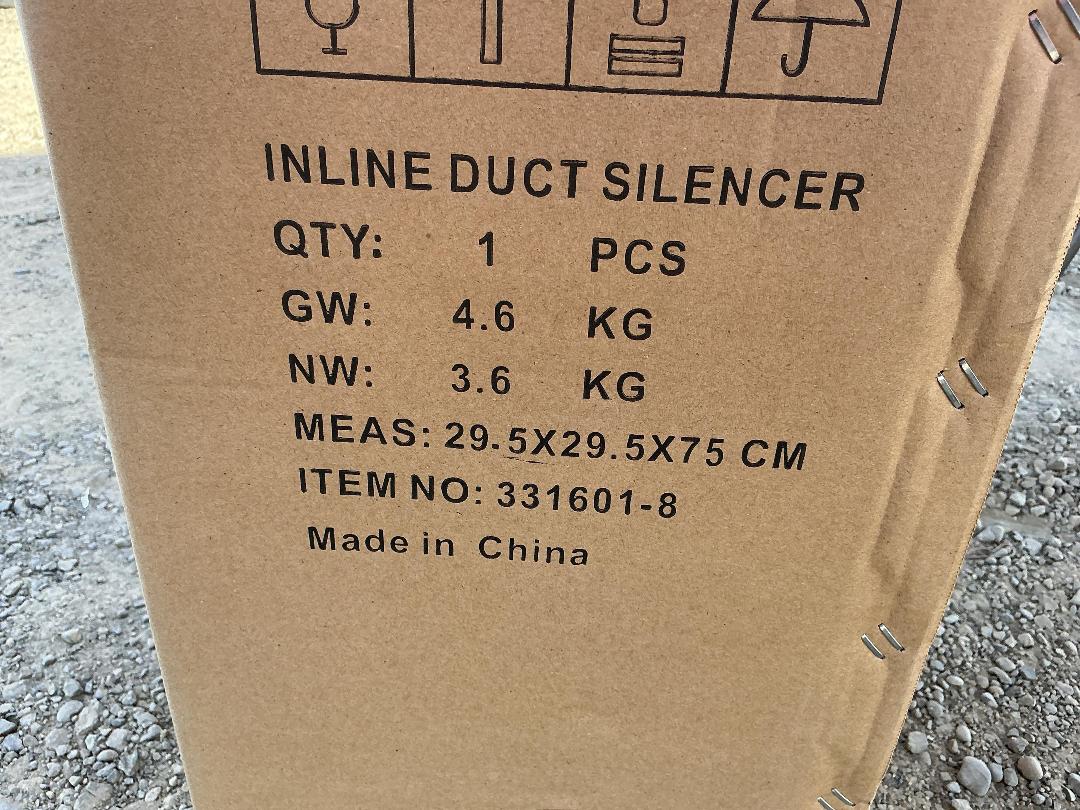 INLINE DUCT SILENCER
QTY: 1 PCS
GW: 4.6 KG
NW: 3.6 KG
MEAS: 29.5X29.5X75 CM
ITEM NO: 331601-8
Made in China